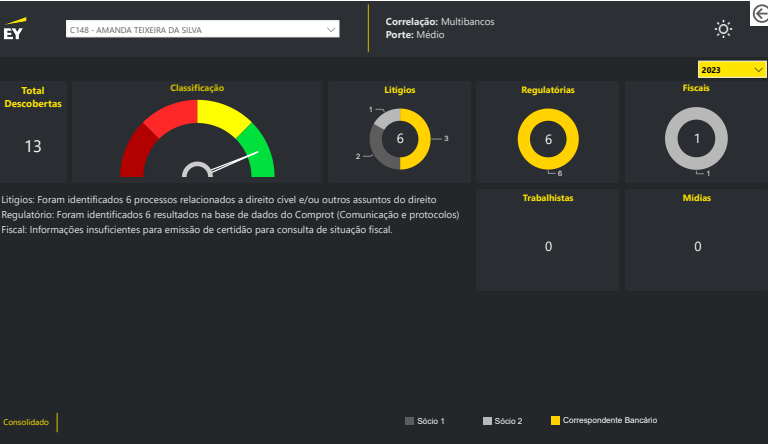 EY
C148 - AMANDA TEIXEIRA DA SILVA
Correlação: Multibancos
Porte: Médio
2023
Total
Descobertas
13
Classificação
Litígios
1
6
3
2
Regulatórias
6
6
Fiscais
1
1
Litígios: Foram identificados 6 processos relacionados a direito cível e/ou outros assuntos do direito
Regulatório: Foram identificados 6 resultados na base de dados do Comprot (Comunicação e protocolos)
Fiscal: Informações insuficientes para emissão de certidão para consulta de situação fiscal.
Trabalhistas
0
Mídias
0
Consolidado
Sócio 1
Sócio 2
Correspondente Bancário